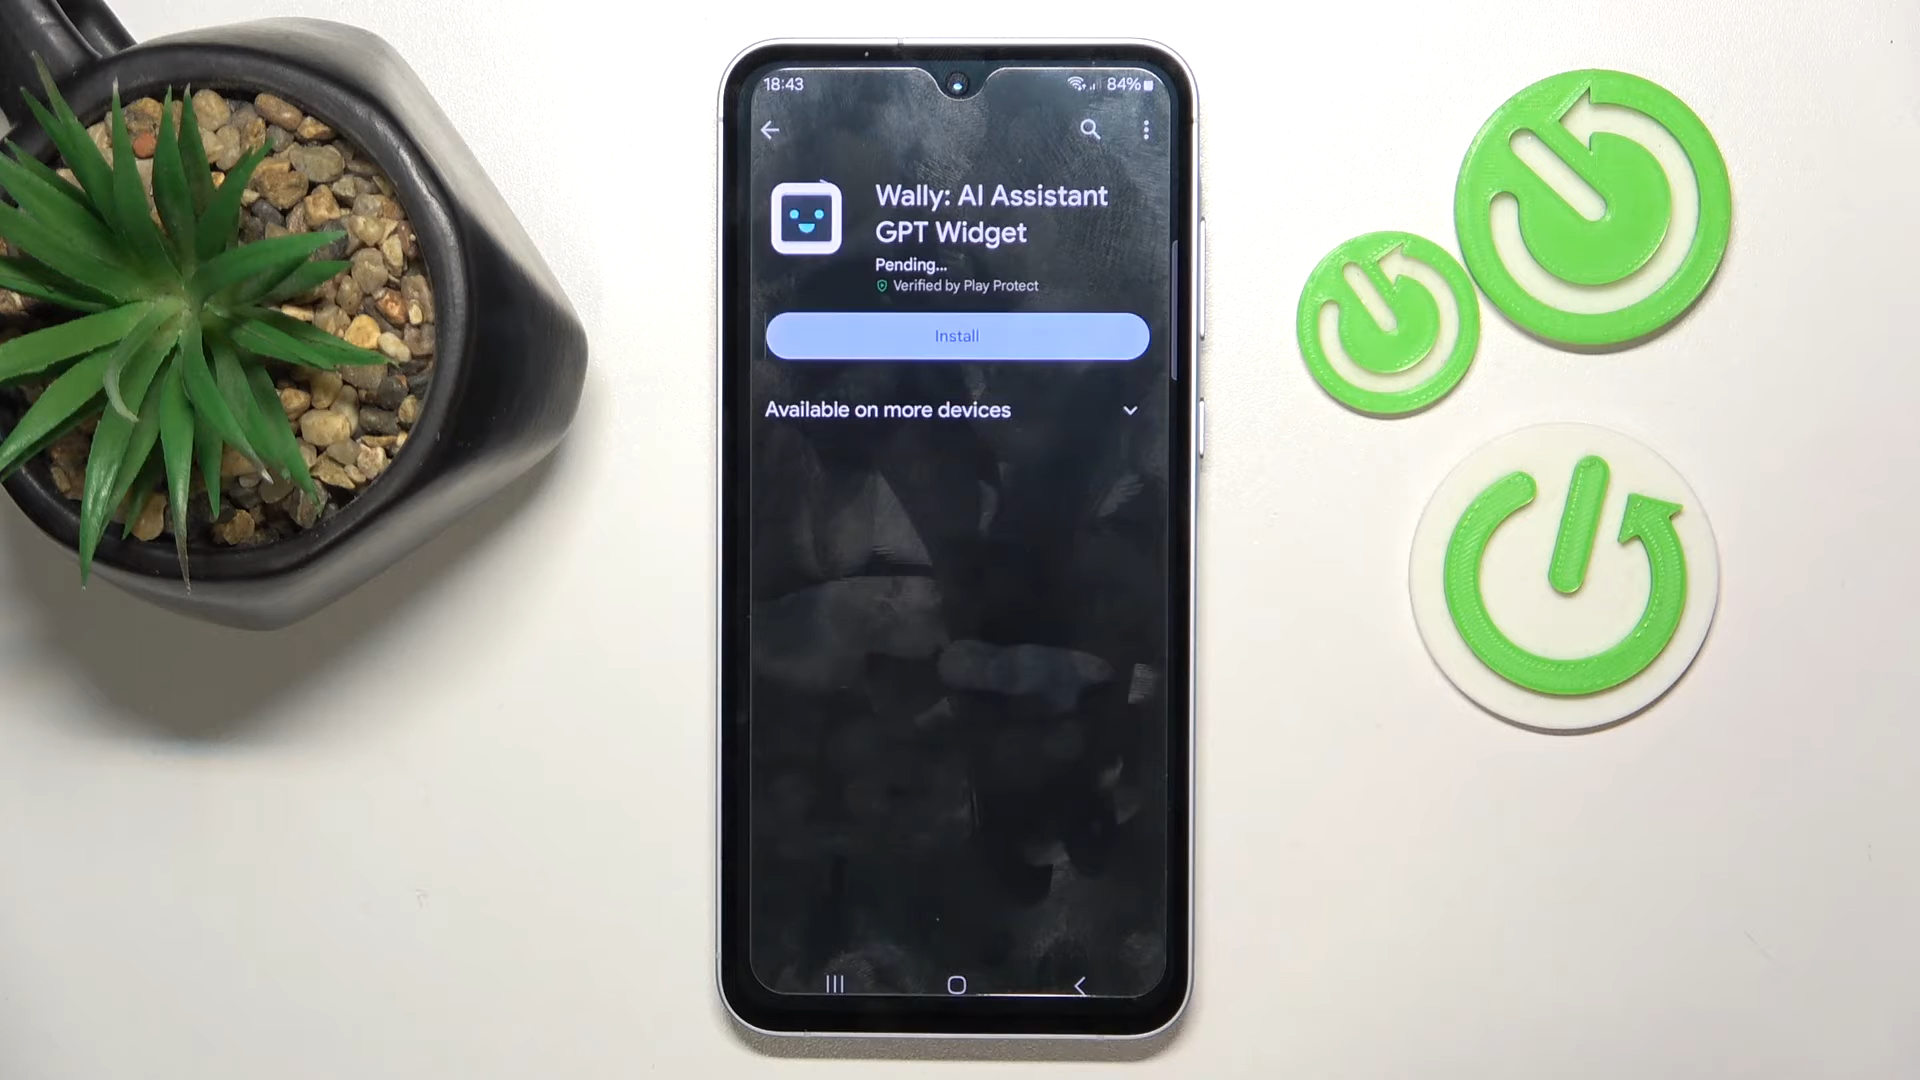 18:43
84%
Wally: AI Assistant
GPT Widget
Pending...
Verified by Play Protect
Install
Available on more devices